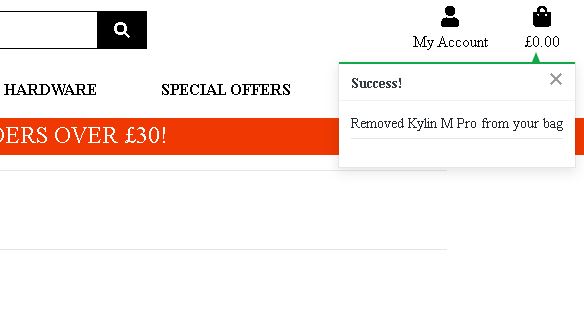 My Account
£0.00
HARDWARE
SPECIAL OFFERS
Success!
DERS OVER £30!
Removed Kylin M Pro from your bag